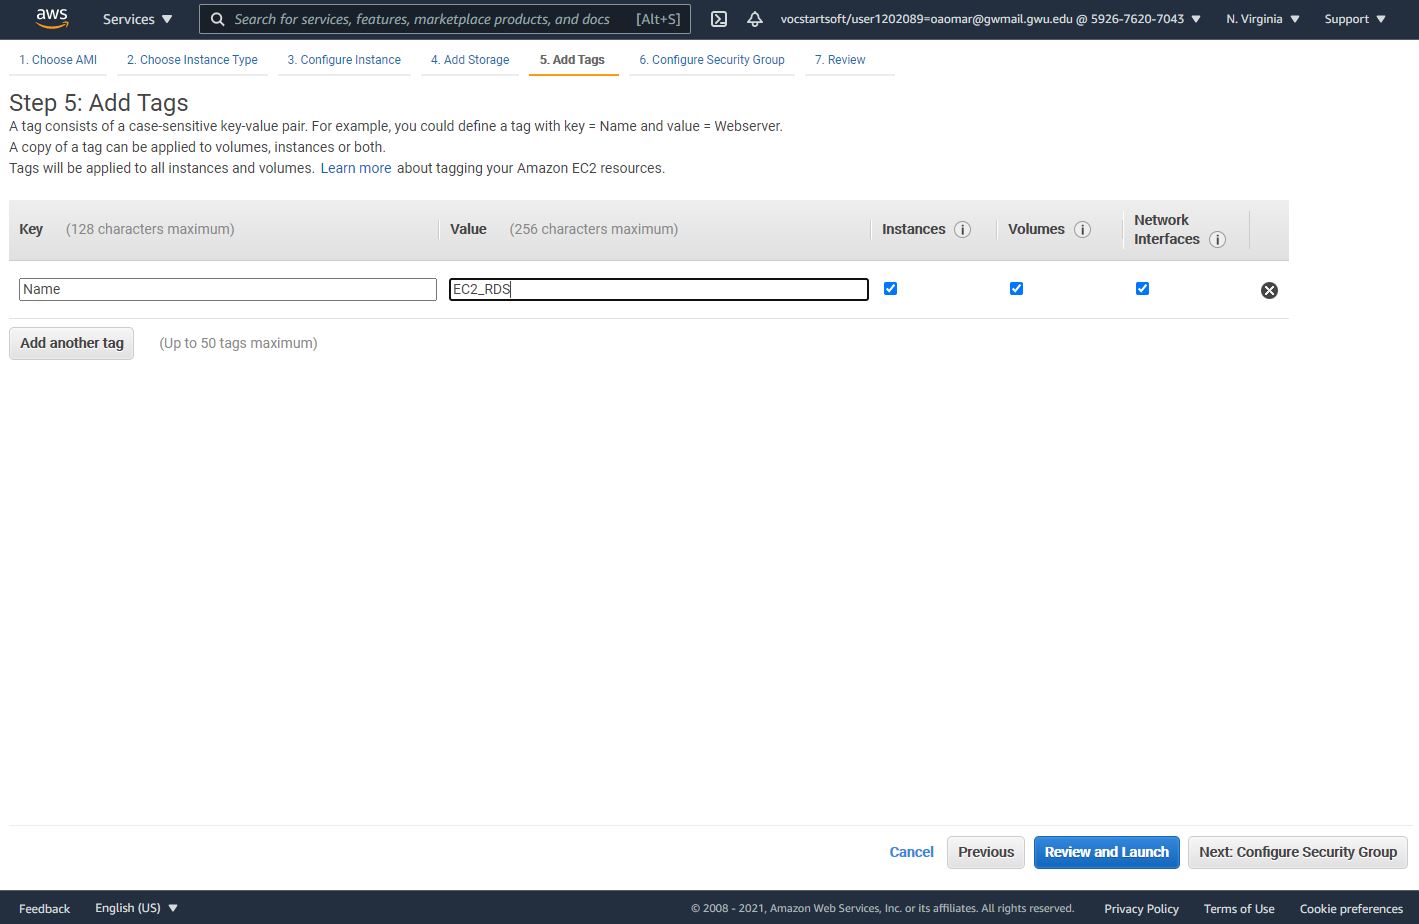 aws Services Search for services, features, marketplace products, and docs [Alt+S] vocstartsoft/user1202089=oaomar@gwmail.gwu.edu @ 5926-7620-7043 N. Virginia Support
1. Choose AMI 2. Choose Instance Type 3. Configure Instance 4. Add Storage 5. Add Tags 6. Configure Security Group 7. Review
Step 5: Add Tags
A tag consists of a case-sensitive key-value pair. For example, you could define a tag with key = Name and value = Webserver.
A copy of a tag can be applied to volumes, instances or both.
Tags will be applied to all instances and volumes. Learn more about tagging your Amazon EC2 resources.
Key (128 characters maximum) Value (256 characters maximum) Instances i Volumes i Network
Interfaces i
Name EC2_RDS
Add another tag (Up to 50 tags maximum)
Cancel Previous Review and Launch Next: Configure Security Group
Feedback English (US) © 2008 - 2021, Amazon Web Services, Inc. or its affiliates. All rights reserved. Privacy Policy Terms of Use Cookie preferences